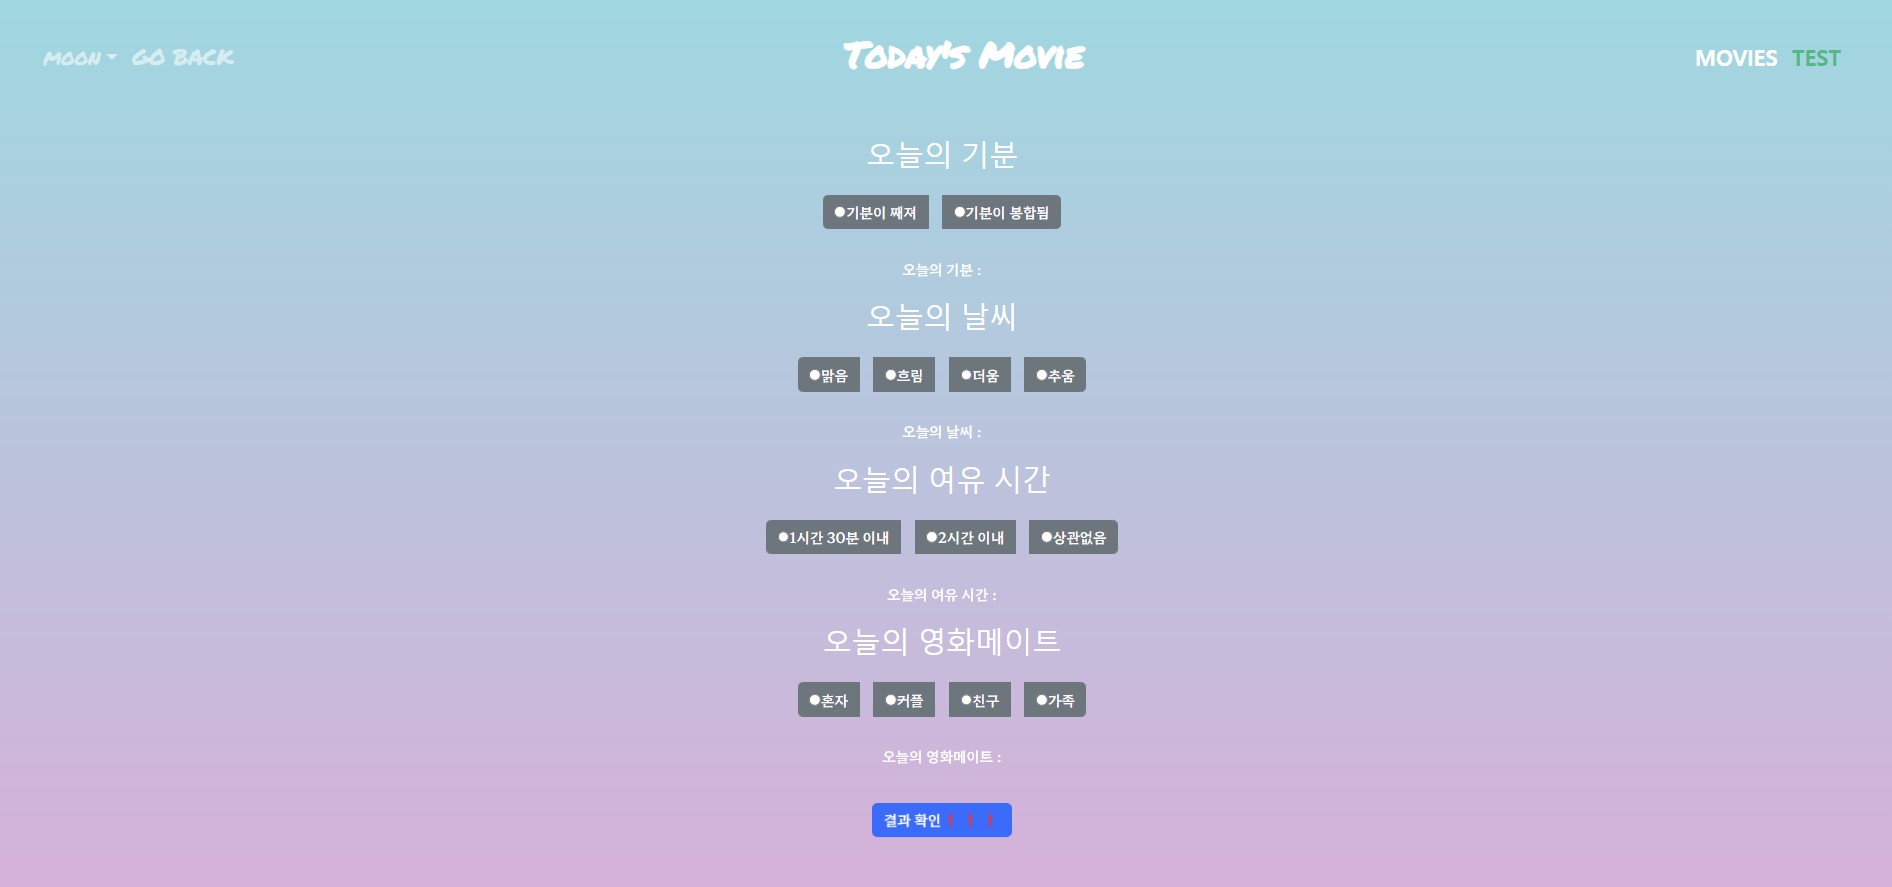 MOON GO BACK Today's Movie MOVIES TEST
오늘의 기분
기분이 째져 기분이 봉합됨
오늘의 기분 :
오늘의 날씨
맑음 흐림 더움 추움
오늘의 날씨 :
오늘의 여유 시간
1시간 30분 이내 2시간 이내 상관없음
오늘의 여유 시간 :
오늘의 영화메이트
혼자 커플 친구 가족
오늘의 영화메이트 :
결과 확인❗❗❗